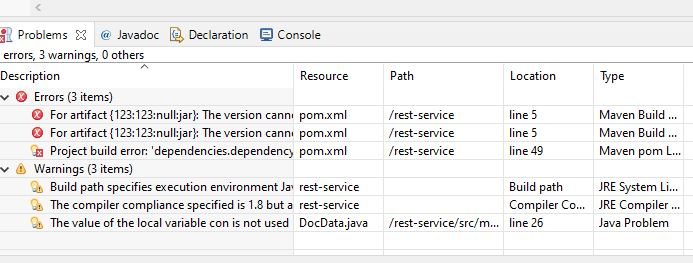 Problems @ Javadoc Declaration Console
errors, 3 warnings, 0 others
Description Resource Path Location Type
Errors (3 items)
For artifact {123:123:null:jar}: The version canno pom.xml /rest-service line 5 Maven Build ...
For artifact {123:123:null:jar}: The version canno pom.xml /rest-service line 5 Maven Build ...
Project build error: 'dependencies.dependency pom.xml /rest-service line 49 Maven pom L
Warnings (3 items)
Build path specifies execution environment Jav rest-service Build path JRE System Li...
The compiler compliance specified is 1.8 but a rest-service Compiler Co... JRE Compiler ...
The value of the local variable con is not used DocData.java /rest-service/src/m... line 26 Java Problem